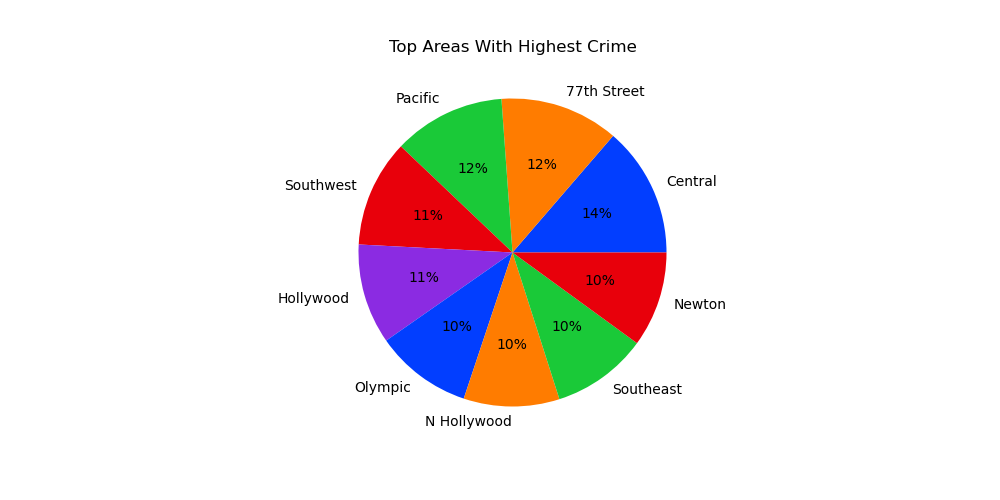 Top Areas With Highest Crime
77th Street
Pacific
12%
12%
Central
Southwest
14%
11%
Hollywood
11%
10%
Newton
Olympic
10%
10%
10%
Southeast
N Hollywood